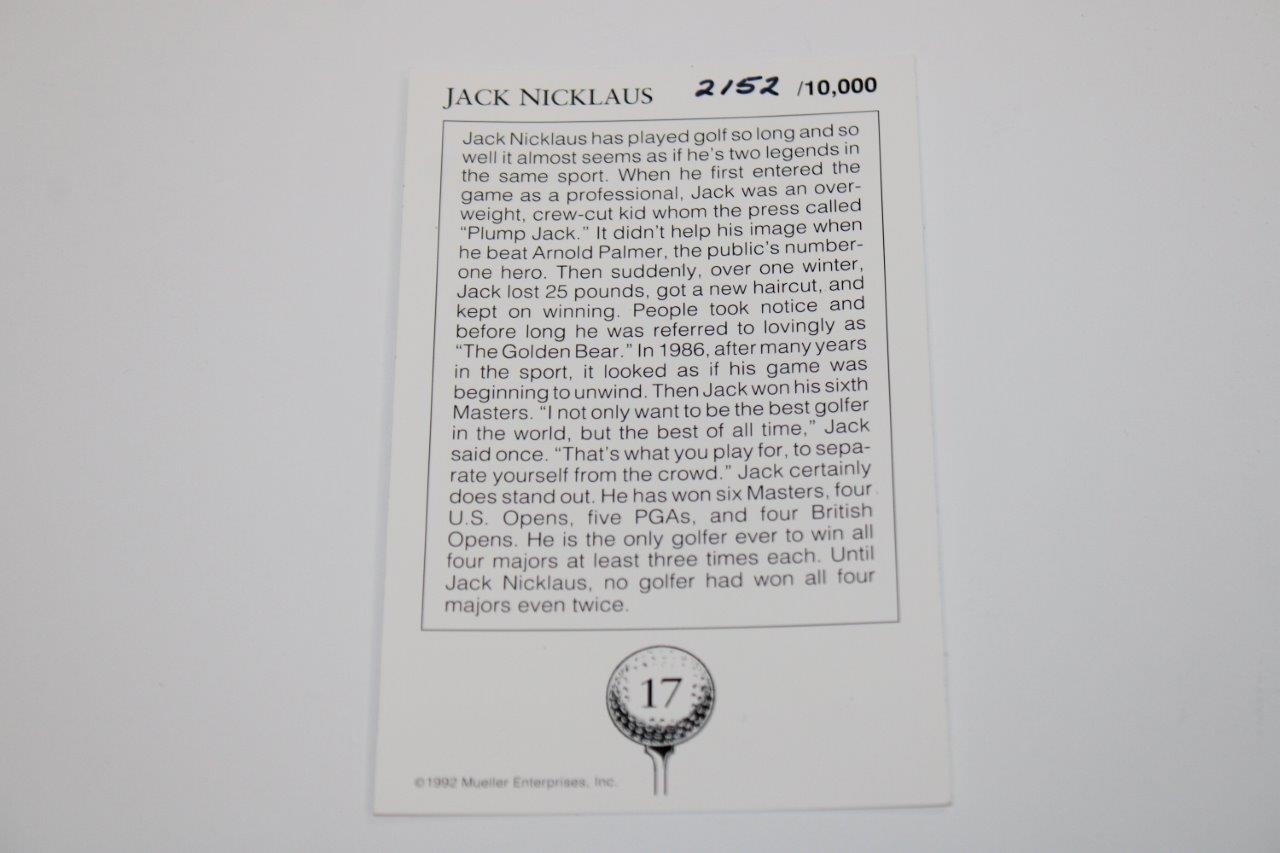 JACK NICKLAUS 2152 /10,000
Jack Nicklaus has played golf so long and so
well it almost seems as if he's two legends in
the same sport. When he first entered the
game as a professional, Jack was an over-
weight, crew-cut kid whom the press called
"Plump Jack." It didn't help his image when
he beat Arnold Palmer, the public's number-
one hero. Then suddenly, over one winter,
Jack lost 25 pounds, got a new haircut, and
kept on winning. People took notice and
before long he was referred to lovingly as
"The Golden Bear." In 1986, after many years
in the sport, it looked as if his game was
beginning to unwind. Then Jack won his sixth
Masters. "I not only want to be the best golfer
in the world, but the best of all time," Jack
said once. "That's what you play for, to sepa-
rate yourself from the crowd." Jack certainly
does stand out. He has won six Masters, four
U.S. Opens, five PGAs, and four British
Opens. He is the only golfer ever to win all
four majors at least three times each. Until
Jack Nicklaus, no golfer had won all four
majors even twice.
17
©1992 Mueller Enterprises, Inc.